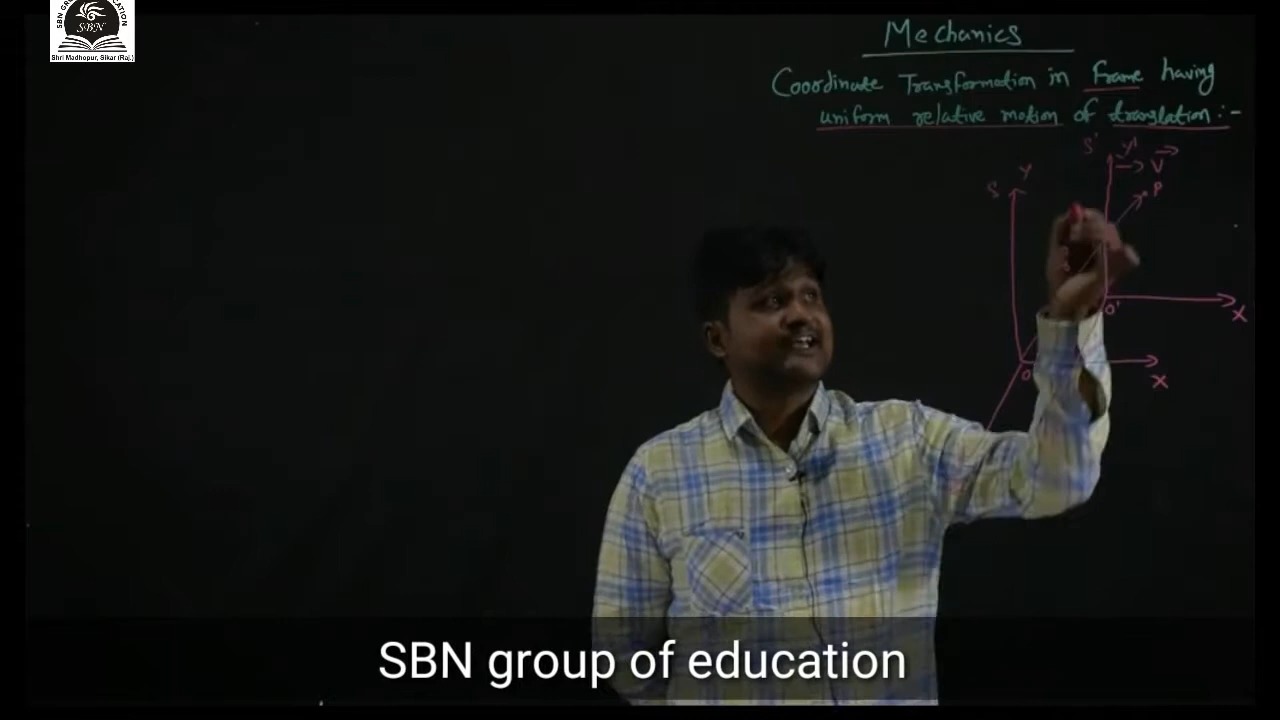 SBN
Shri Madhopur, Sikar (Raj.)
Mechanics
Cooordinate Transformation in Frame having
uniform relative motion of translation :-
S'
Y'
V
S
Y
P
O'
X
O
X
SBN group of education